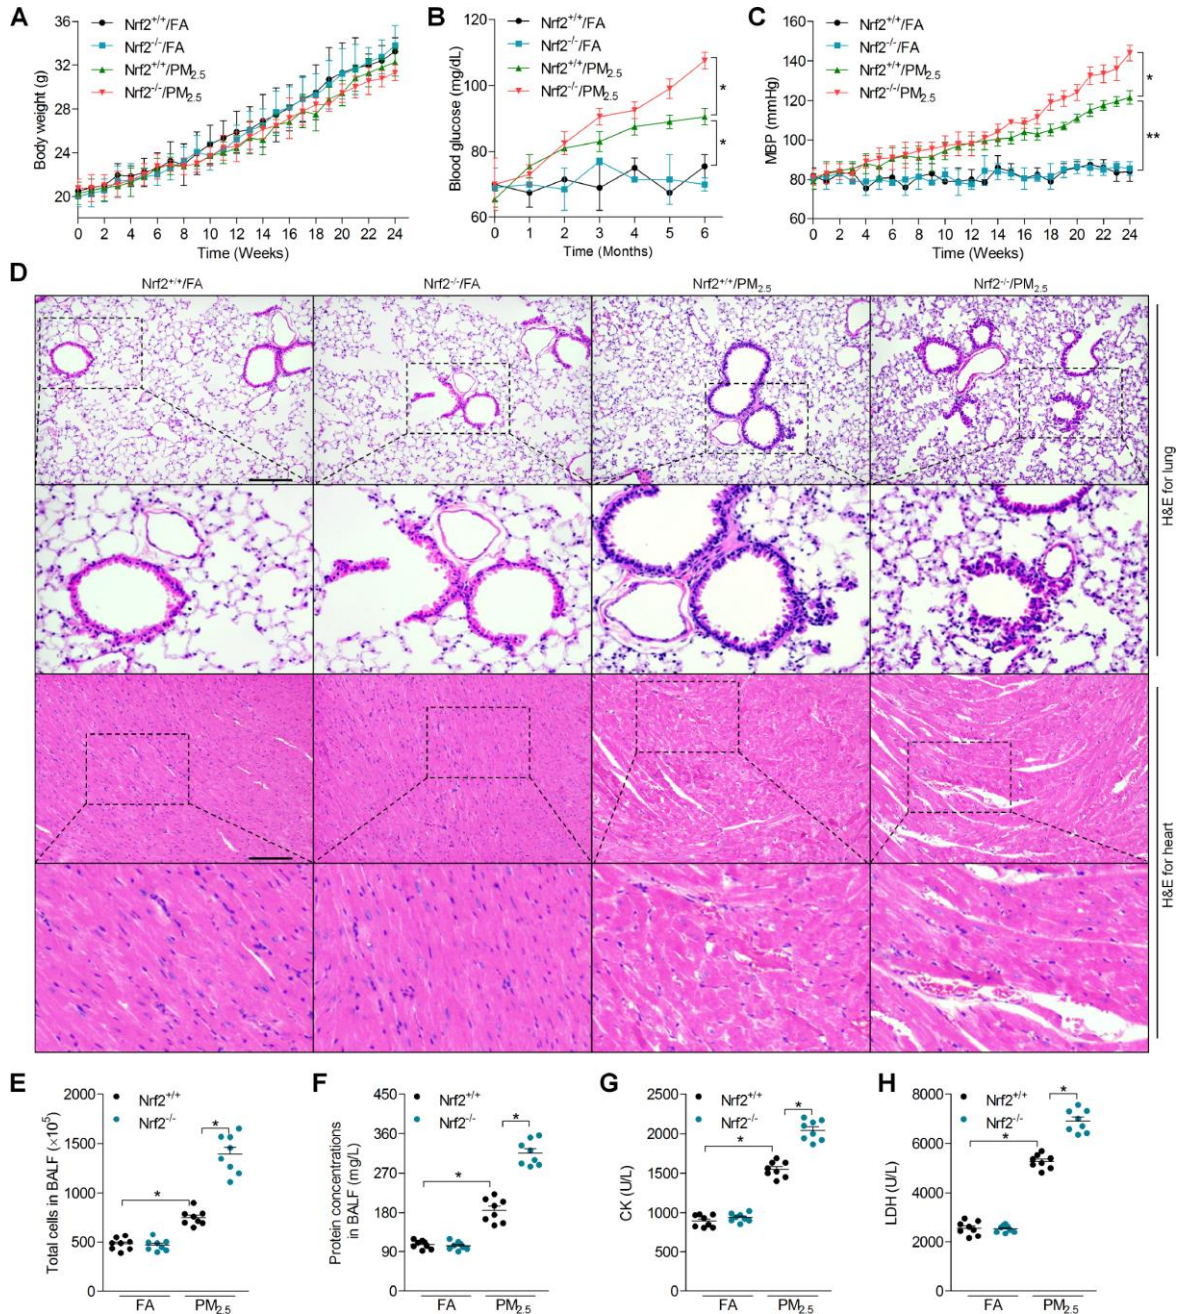 A
Nrf2+/+/FA
Nrf2-/-/FA
Nrf2+/+/PM2.5
Nrf2-/-/PM2.5
Body weight (g)
36
32
28
24
20
0 2 4 6 8 10 12 14 16 18 20 22 24
Time (Weeks)
B
Nrf2+/+/FA
Nrf2-/-/FA
Nrf2+/+/PM2.5
Nrf2-/-/PM2.5
Blood glucose (mg/dL)
120
100
80
60
*
*
0 1 2 3 4 5 6
Time (Months)
C
Nrf2+/+/FA
Nrf2-/-/FA
Nrf2+/+/PM2.5
Nrf2-/-/PM2.5
MBP (mmHg)
160
140
120
100
80
60
*
**
0 2 4 6 8 10 12 14 16 18 20 22 24
Time (Weeks)
D
Nrf2+/+/FA Nrf2-/-/FA Nrf2+/+/PM2.5 Nrf2-/-/PM2.5
H&E for lung
H&E for heart
E
Nrf2+/+
Nrf2-/-
Total cells in BALF (×10⁵)
2000
1500
1000
500
0
*
*
FA PM2.5
F
Nrf2+/+
Nrf2-/-
Protein concentrations
in BALF (mg/L)
450
360
270
180
90
0
*
*
FA PM2.5
G
Nrf2+/+
Nrf2-/-
CK (U/L)
2500
2000
1500
1000
500
0
*
*
FA PM2.5
H
Nrf2+/+
Nrf2-/-
LDH (U/L)
8000
6000
4000
2000
0
*
*
FA PM2.5